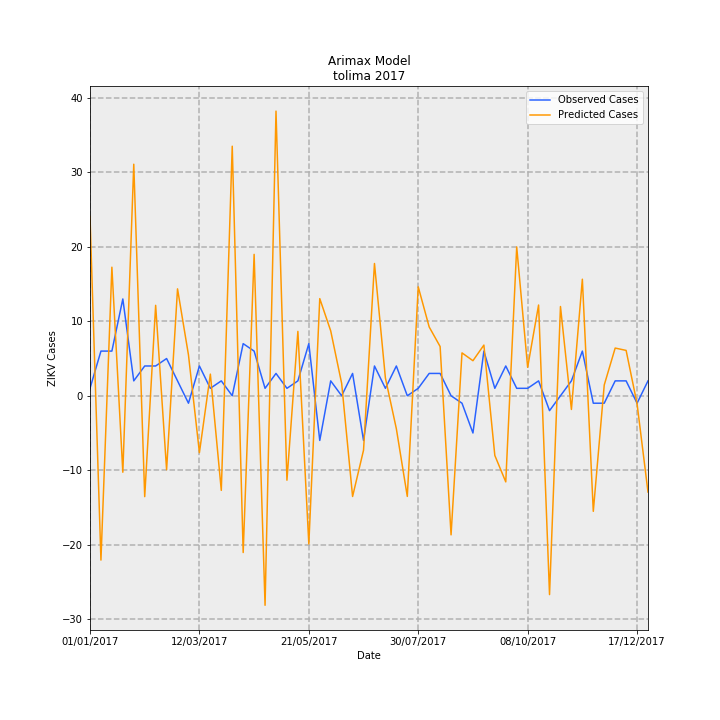 Arimax Model
tolima 2017
Observed Cases
Predicted Cases
ZIKV Cases
40
30
20
10
0
−10
−20
−30
01/01/2017 12/03/2017 21/05/2017 30/07/2017 08/10/2017 17/12/2017
Date